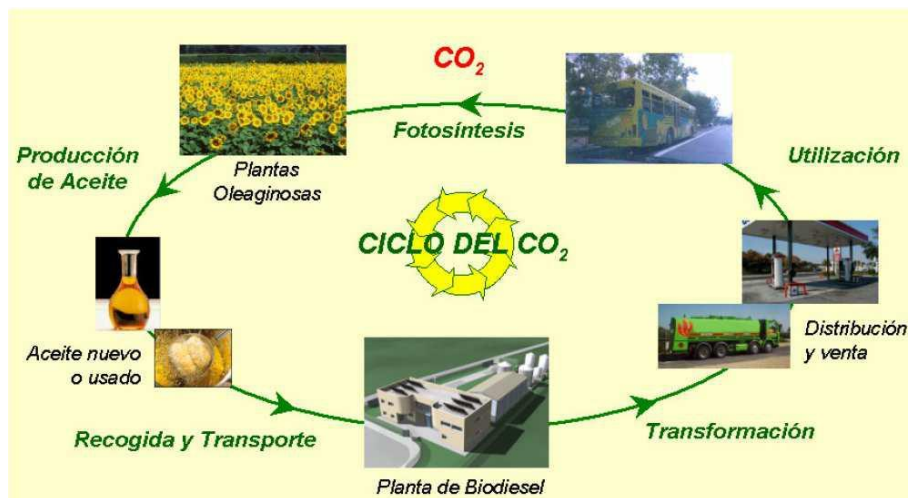 CO2
Fotosíntesis
Plantas
Oleaginosas
Producción
de Aceite
Utilización
CICLO DEL CO2
Aceite nuevo
o usado
Distribución
y venta
Recogida y Transporte
Transformación
Planta de Biodiesel